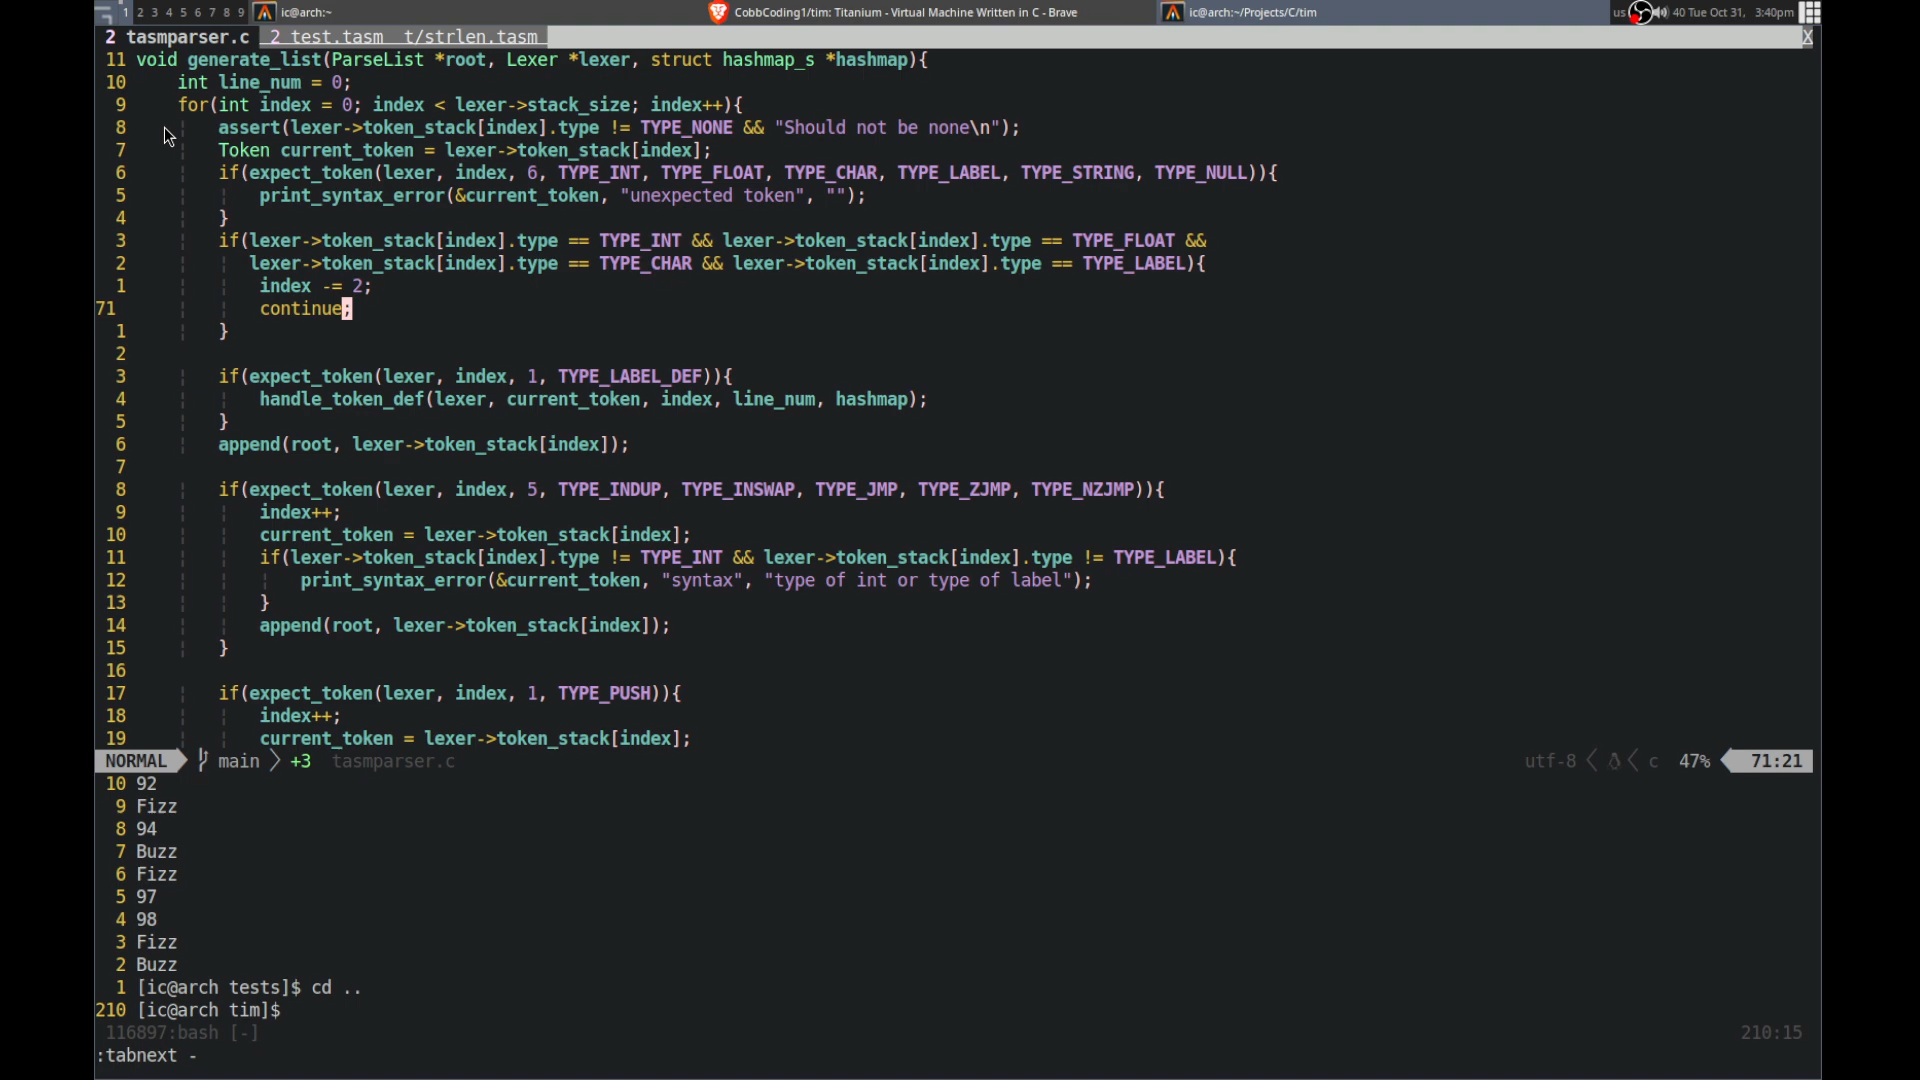 1 2 3 4 5 6 7 8 9 ic@arch:~ CobbCoding1/tim: Titanium - Virtual Machine Written in C - Brave ic@arch:~/Projects/C/tim us 40 Tue Oct 31, 3:40pm
2 tasmparser.c 2 test.tasm t/strlen.tasm X
11 void generate_list(ParseList *root, Lexer *lexer, struct hashmap_s *hashmap){
10 int line_num = 0;
9 for(int index = 0; index < lexer->stack_size; index++){
8 assert(lexer->token_stack[index].type != TYPE_NONE && "Should not be none\n");
7 Token current_token = lexer->token_stack[index];
6 if(expect_token(lexer, index, 6, TYPE_INT, TYPE_FLOAT, TYPE_CHAR, TYPE_LABEL, TYPE_STRING, TYPE_NULL)){
5 print_syntax_error(&current_token, "unexpected token", "");
4 }
3 if(lexer->token_stack[index].type == TYPE_INT && lexer->token_stack[index].type == TYPE_FLOAT &&
2 lexer->token_stack[index].type == TYPE_CHAR && lexer->token_stack[index].type == TYPE_LABEL){
1 index -= 2;
71 continue;
1 }
2
3 if(expect_token(lexer, index, 1, TYPE_LABEL_DEF)){
4 handle_token_def(lexer, current_token, index, line_num, hashmap);
5 }
6 append(root, lexer->token_stack[index]);
7
8 if(expect_token(lexer, index, 5, TYPE_INDUP, TYPE_INSWAP, TYPE_JMP, TYPE_ZJMP, TYPE_NZJMP)){
9 index++;
10 current_token = lexer->token_stack[index];
11 if(lexer->token_stack[index].type != TYPE_INT && lexer->token_stack[index].type != TYPE_LABEL){
12 print_syntax_error(&current_token, "syntax", "type of int or type of label");
13 }
14 append(root, lexer->token_stack[index]);
15 }
16
17 if(expect_token(lexer, index, 1, TYPE_PUSH)){
18 index++;
19 current_token = lexer->token_stack[index];
NORMAL main +3 tasmparser.c utf-8 c 47% 71:21
10 92
9 Fizz
8 94
7 Buzz
6 Fizz
5 97
4 98
3 Fizz
2 Buzz
1 [ic@arch tests]$ cd ..
210 [ic@arch tim]$
116897:bash [-] 210:15
:tabnext -